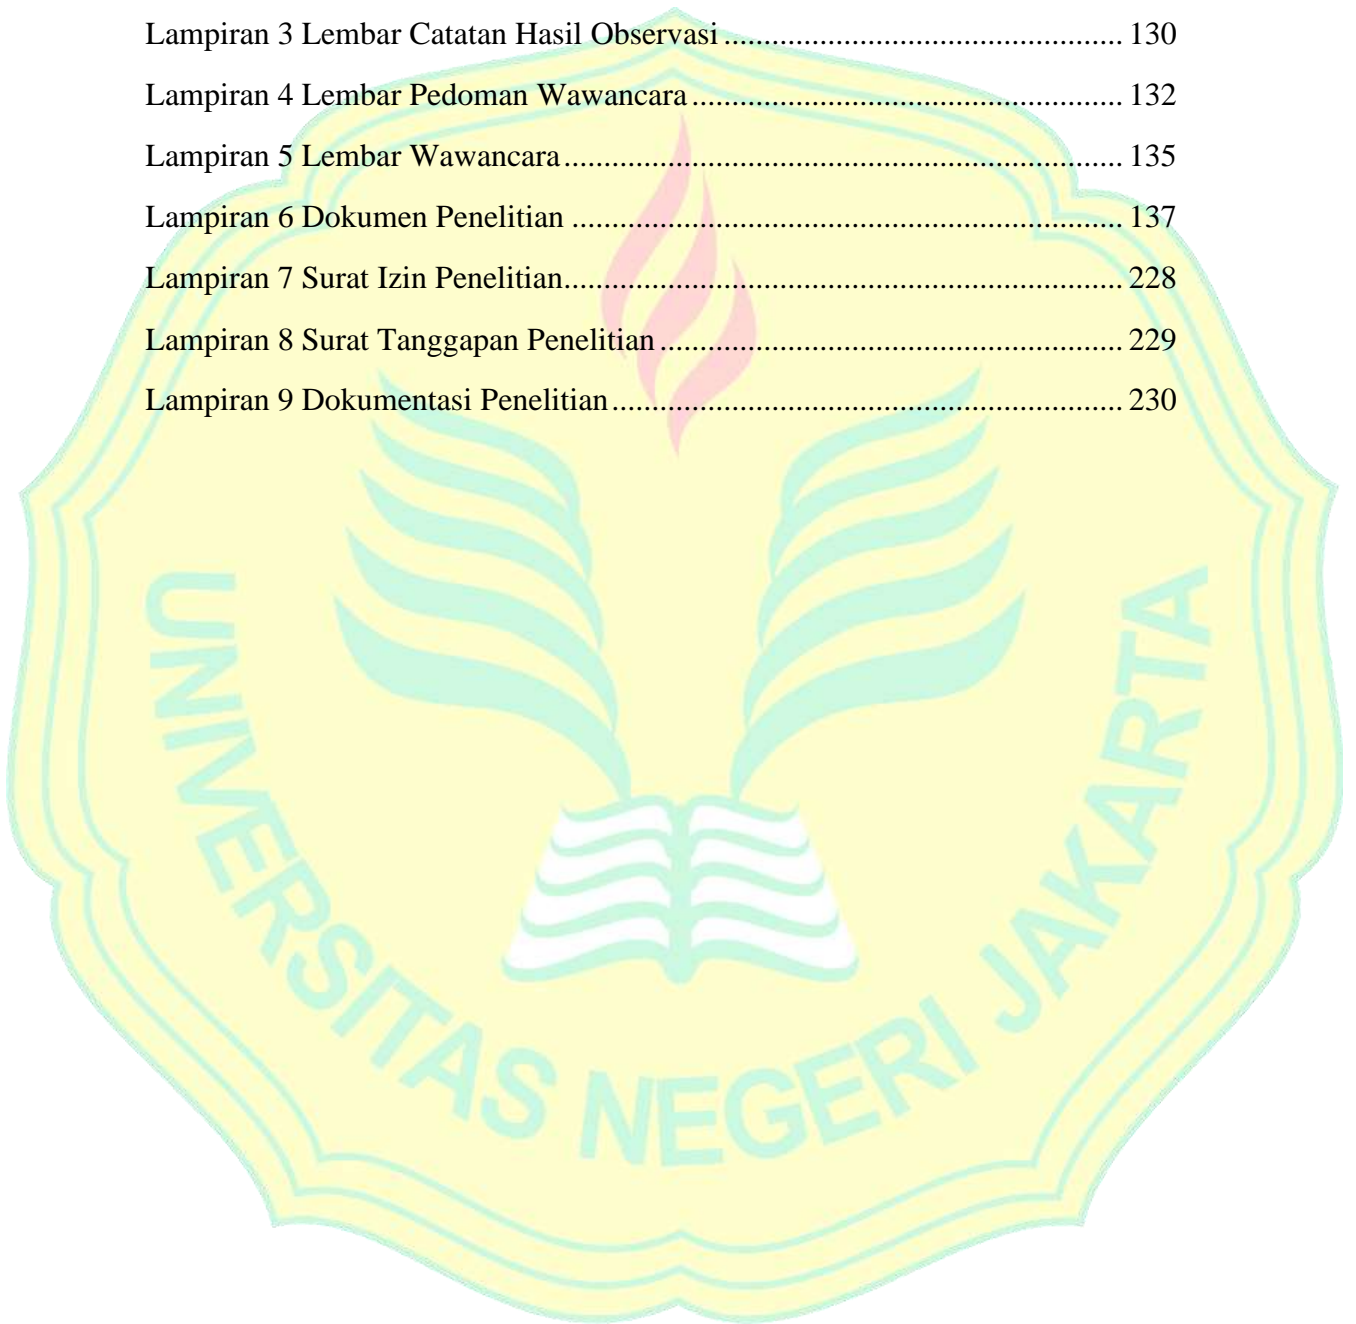 Lampiran 3 Lembar Catatan Hasil Observasi.................................................. 130
Lampiran 4 Lembar Pedoman Wawancara...................................................... 132
Lampiran 5 Lembar Wawancara..................................................................... 135
Lampiran 6 Dokumen Penelitian .................................................................... 137
Lampiran 7 Surat Izin Penelitian..................................................................... 228
Lampiran 8 Surat Tanggapan Penelitian.......................................................... 229
Lampiran 9 Dokumentasi Penelitian................................................................ 230
UNIVERSITAS NEGERI JAKARTA